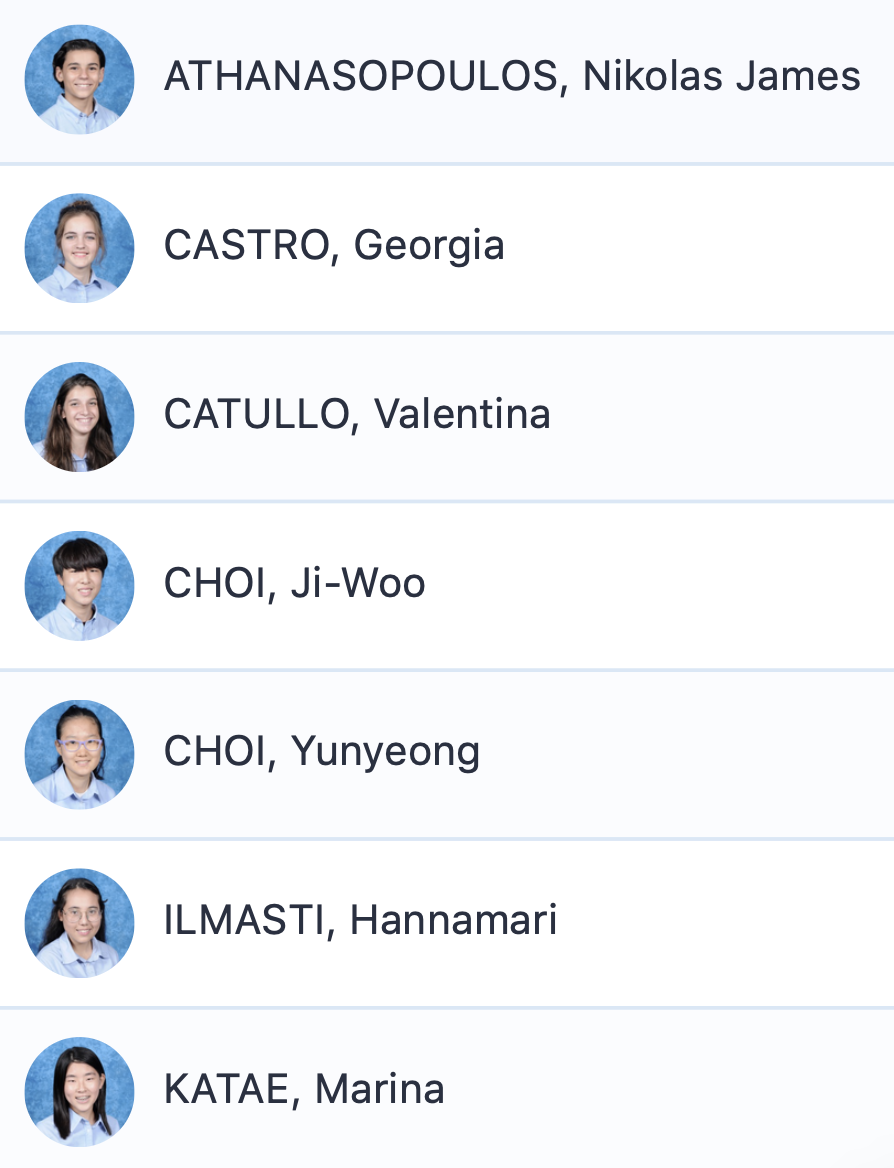 ATHANASOPOULOS, Nikolas James
CASTRO, Georgia
CATULLO, Valentina
CHOI, Ji-Woo
CHOI, Yunyeong
ILMASTI, Hannamari
KATAE, Marina